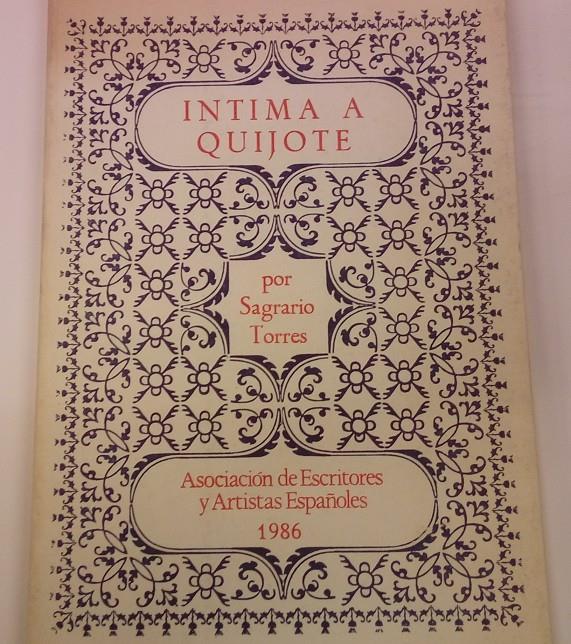 INTIMA A
QUIJOTE
por
Sagrario
Torres
Asociación de Escritores
y Artistas Españoles
1986